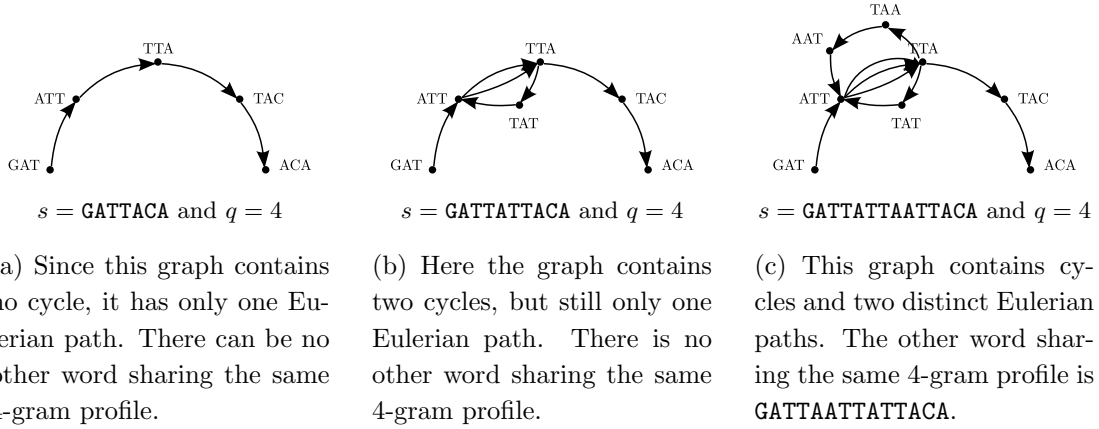 TTA
ATT
TAC
GAT
ACA
s = GATTACA and q = 4
a) Since this graph contains
no cycle, it has only one Eu-
lerian path. There can be no
other word sharing the same
4-gram profile.
TTA
ATT
TAC
TAT
GAT
ACA
s = GATTATTACA and q = 4
(b) Here the graph contains
two cycles, but still only one
Eulerian path. There is no
other word sharing the same
4-gram profile.
TAA
AAT
TTA
ATT
TAC
TAT
GAT
ACA
s = GATTATTAATTACA and q = 4
(c) This graph contains cy-
cles and two distinct Eulerian
paths. The other word shar-
ing the same 4-gram profile is
GATTAATTATTACA.